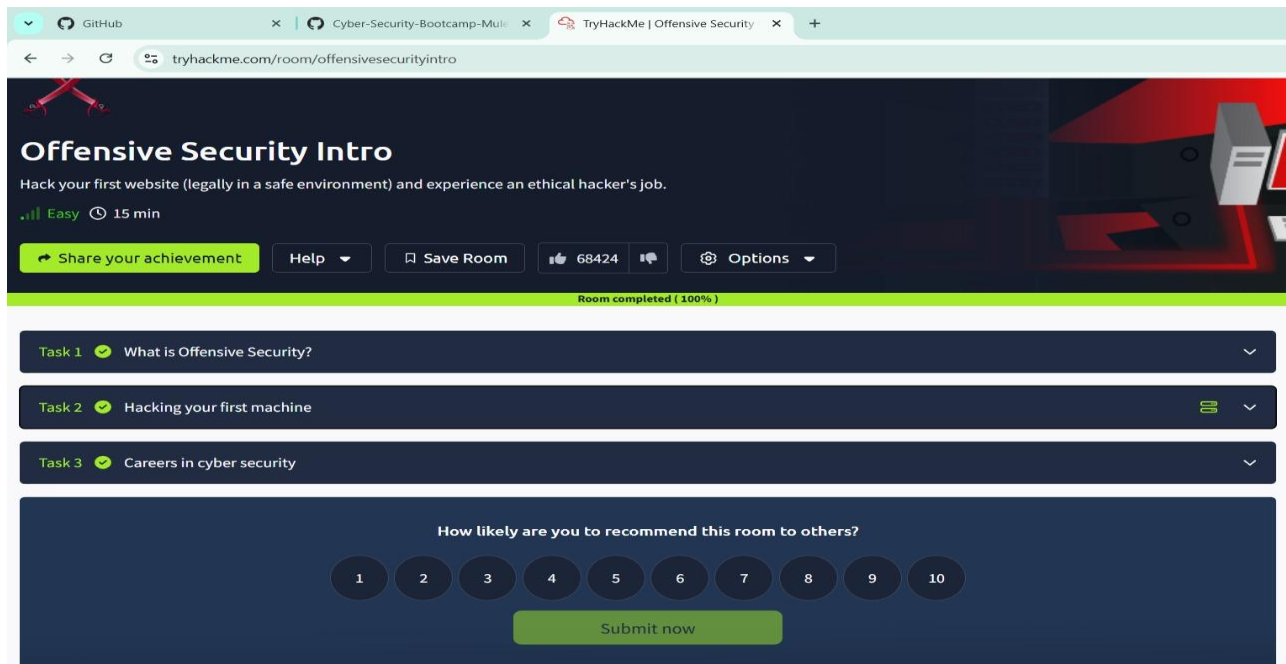 GitHub
Cyber-Security-Bootcamp-Mule
TryHackMe | Offensive Security
tryhackme.com/room/offensivesecurityintro
Offensive Security Intro
Hack your first website (legally in a safe environment) and experience an ethical hacker's job.
Easy 15 min
Share your achievement Help Save Room 68424 Options
Room completed ( 100% )
Task 1 What is Offensive Security?
Task 2 Hacking your first machine
Task 3 Careers in cyber security
How likely are you to recommend this room to others?
1 2 3 4 5 6 7 8 9 10
Submit now